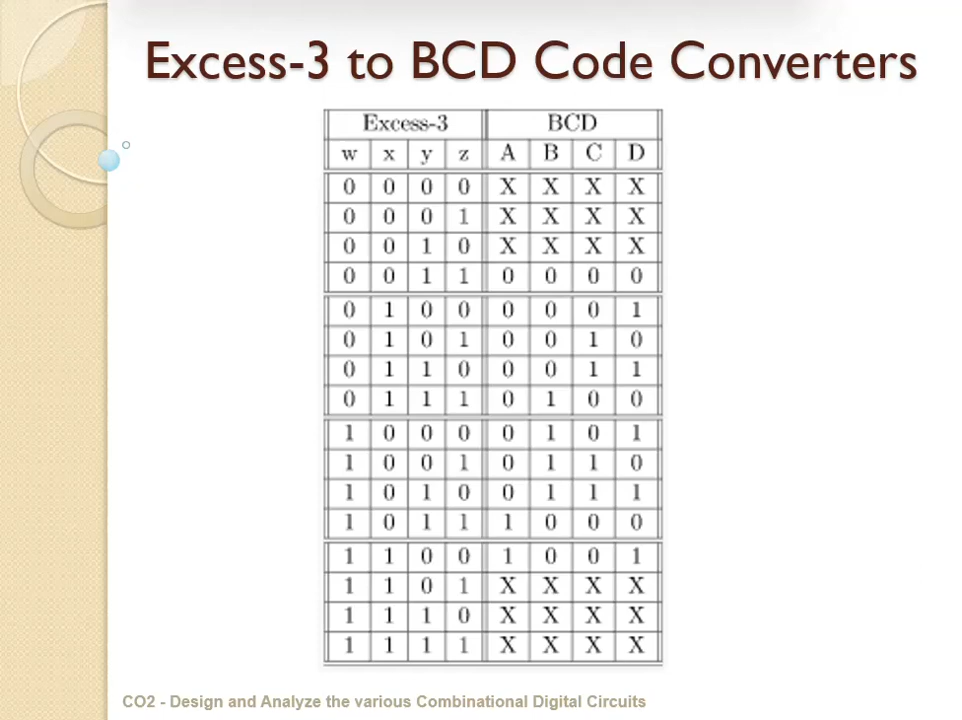 Excess-3 to BCD Code Converters
Excess-3 BCD
w x y z A B C D
0 0 0 0 X X X X
0 0 0 1 X X X X
0 0 1 0 X X X X
0 0 1 1 0 0 0 0
0 1 0 0 0 0 0 1
0 1 0 1 0 0 1 0
0 1 1 0 0 0 1 1
0 1 1 1 0 1 0 0
1 0 0 0 0 1 0 1
1 0 0 1 0 1 1 0
1 0 1 0 0 1 1 1
1 0 1 1 1 0 0 0
1 1 0 0 1 0 0 1
1 1 0 1 X X X X
1 1 1 0 X X X X
1 1 1 1 X X X X
CO2 - Design and Analyze the various Combinational Digital Circuits